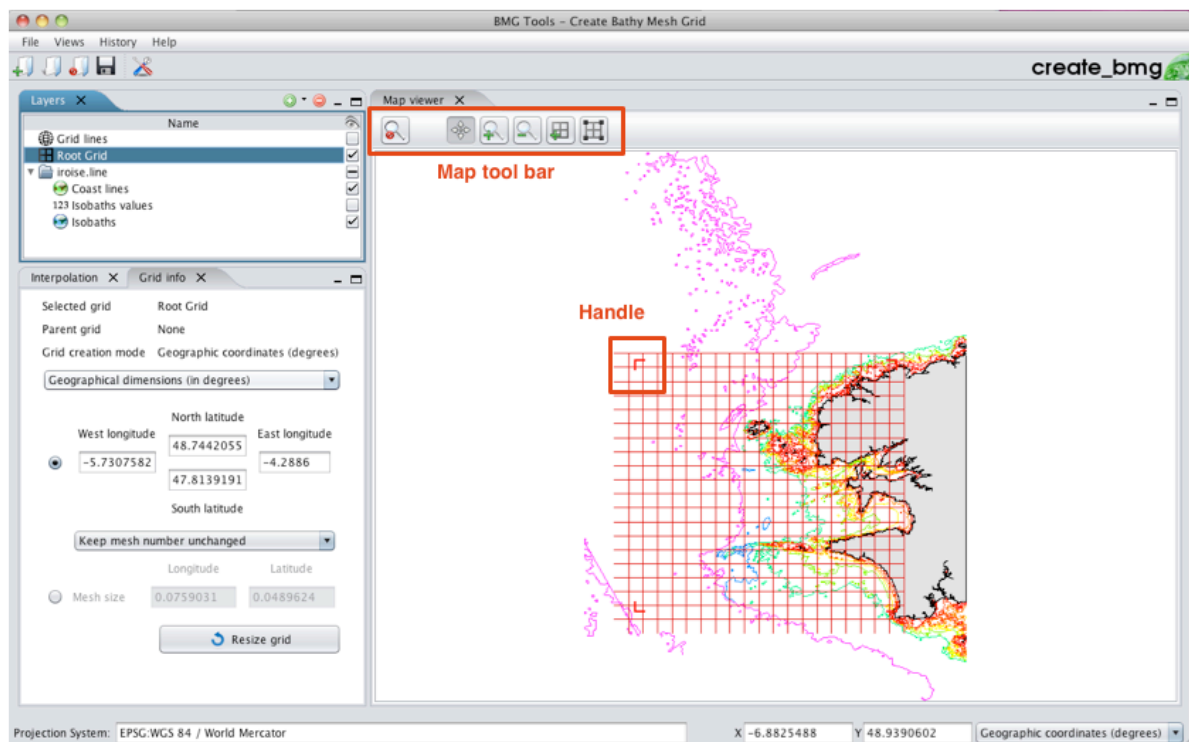 BMG Tools – Create Bathy Mesh Grid
File Views History Help
create_bmg
Layers X
Name
Grid lines
Root Grid
iroise.line
Coast lines
123 Isobaths values
Isobaths
Map viewer X
Map tool bar
Handle
Interpolation X Grid info X
Selected grid Root Grid
Parent grid None
Grid creation mode Geographic coordinates (degrees)
Geographical dimensions (in degrees)
North latitude
West longitude 48.7442055 East longitude
-5.7307582 -4.2886
47.8139191
South latitude
Keep mesh number unchanged
Longitude Latitude
Mesh size 0.0759031 0.0489624
Resize grid
Projection System: EPSG:WGS 84 / World Mercator X -6.8825488 Y 48.9390602 Geographic coordinates (degrees)